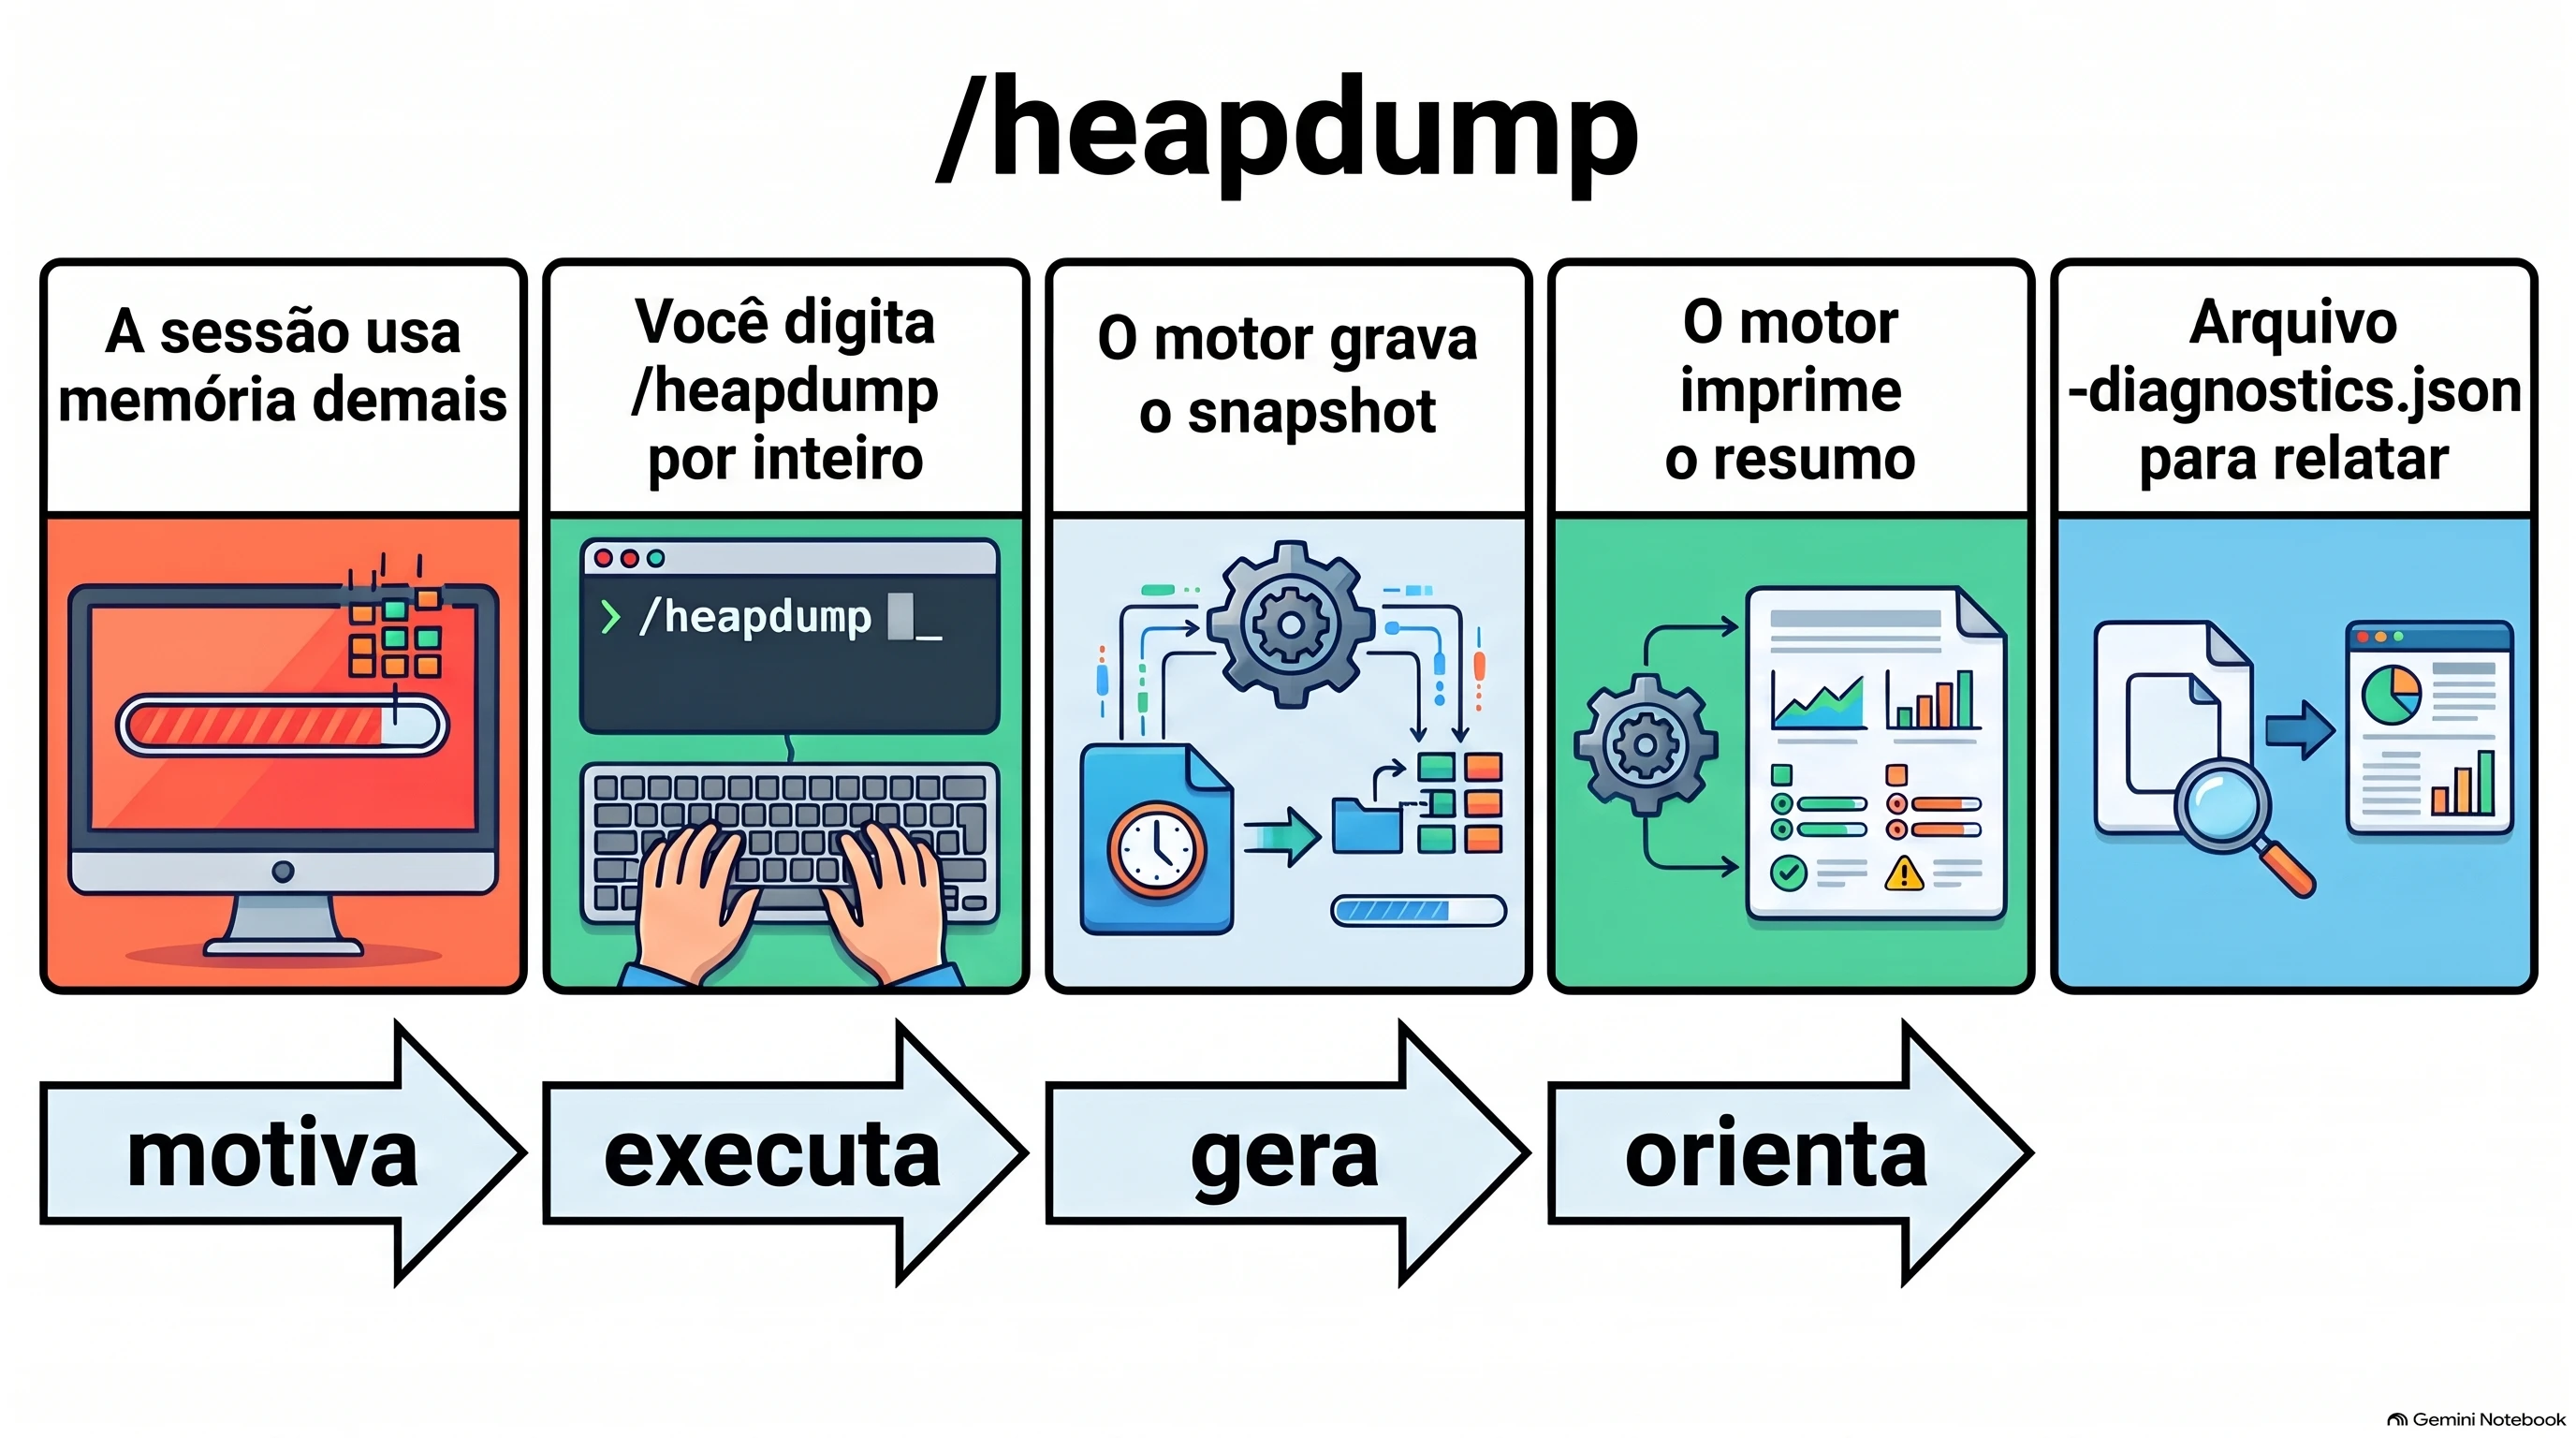 /heapdump
A sessão usa
memória demais
Você digita
/heapdump
por inteiro
O motor grava
o snapshot
O motor
imprime
o resumo
Arquivo
-diagnostics.json
para relatar
> /heapdump _
motiva
executa
gera
orienta
Gemini Notebook